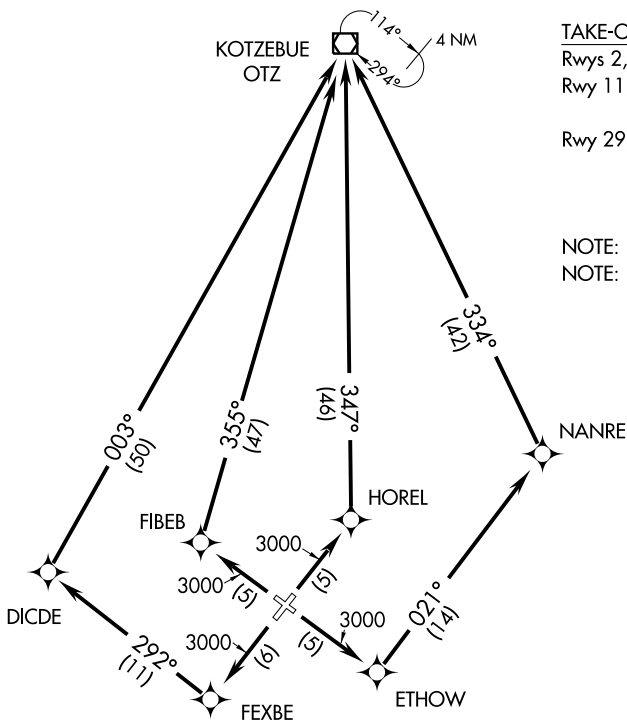 KOTZEBUE
OTZ
114°
294°
4 NM
TAKE-O
Rwys 2,
Rwy 11
Rwy 29
NOTE:
NOTE:
334°
(42)
003°
(50)
355°
(47)
347°
(46)
NANRE
HOREL
FIBEB
3000
(5)
3000
(5)
DICDE
3000
(6)
3000
(5)
021°
(14)
292°
(11)
FEXBE
ETHOW